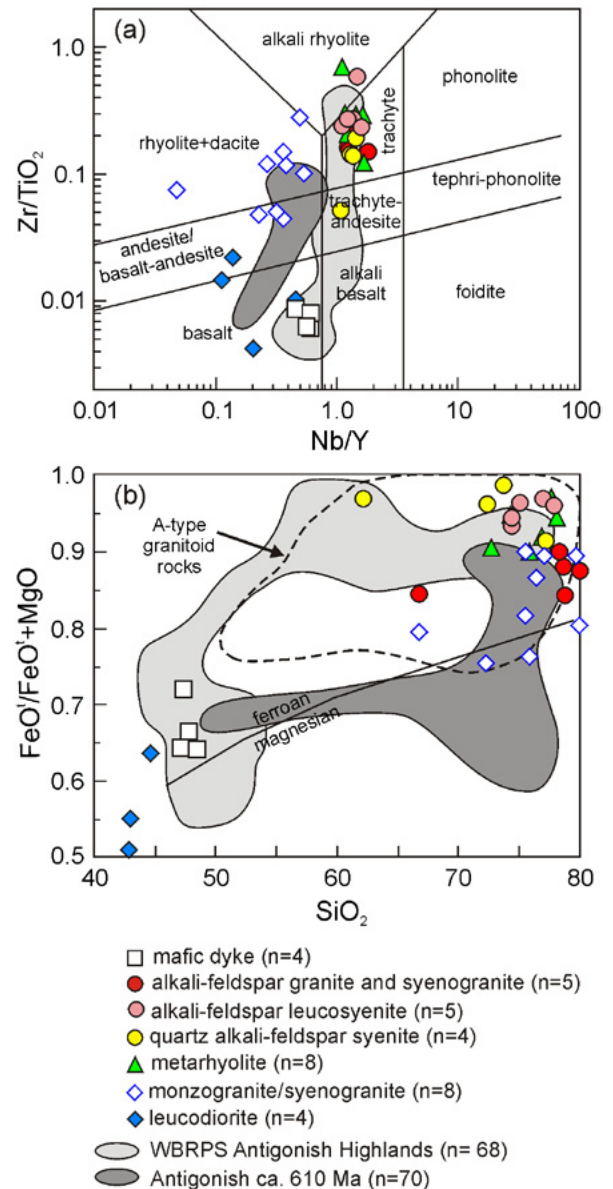 (a)
alkali rhyolite
phonolite
rhyolite+dacite
trachyte
tephri-phonolite
trachyte-
andesite
andesite/
basalt-andesite
alkali
basalt
foidite
basalt
Zr/TiO₂
1.0
0.1
0.01
0.01
0.1
1.0
10
100
Nb/Y
(b)
A-type
granitoid
rocks
ferroan
magnesian
FeOᵗ/FeOᵗ+MgO
1.0
0.9
0.8
0.7
0.6
0.5
40
50
60
70
80
SiO₂
mafic dyke (n=4)
alkali-feldspar granite and syenogranite (n=5)
alkali-feldspar leucosyenite (n=5)
quartz alkali-feldspar syenite (n=4)
metarhyolite (n=8)
monzogranite/syenogranite (n=8)
leucodiorite (n=4)
WBRPS Antigonish Highlands (n= 68)
Antigonish ca. 610 Ma (n=70)